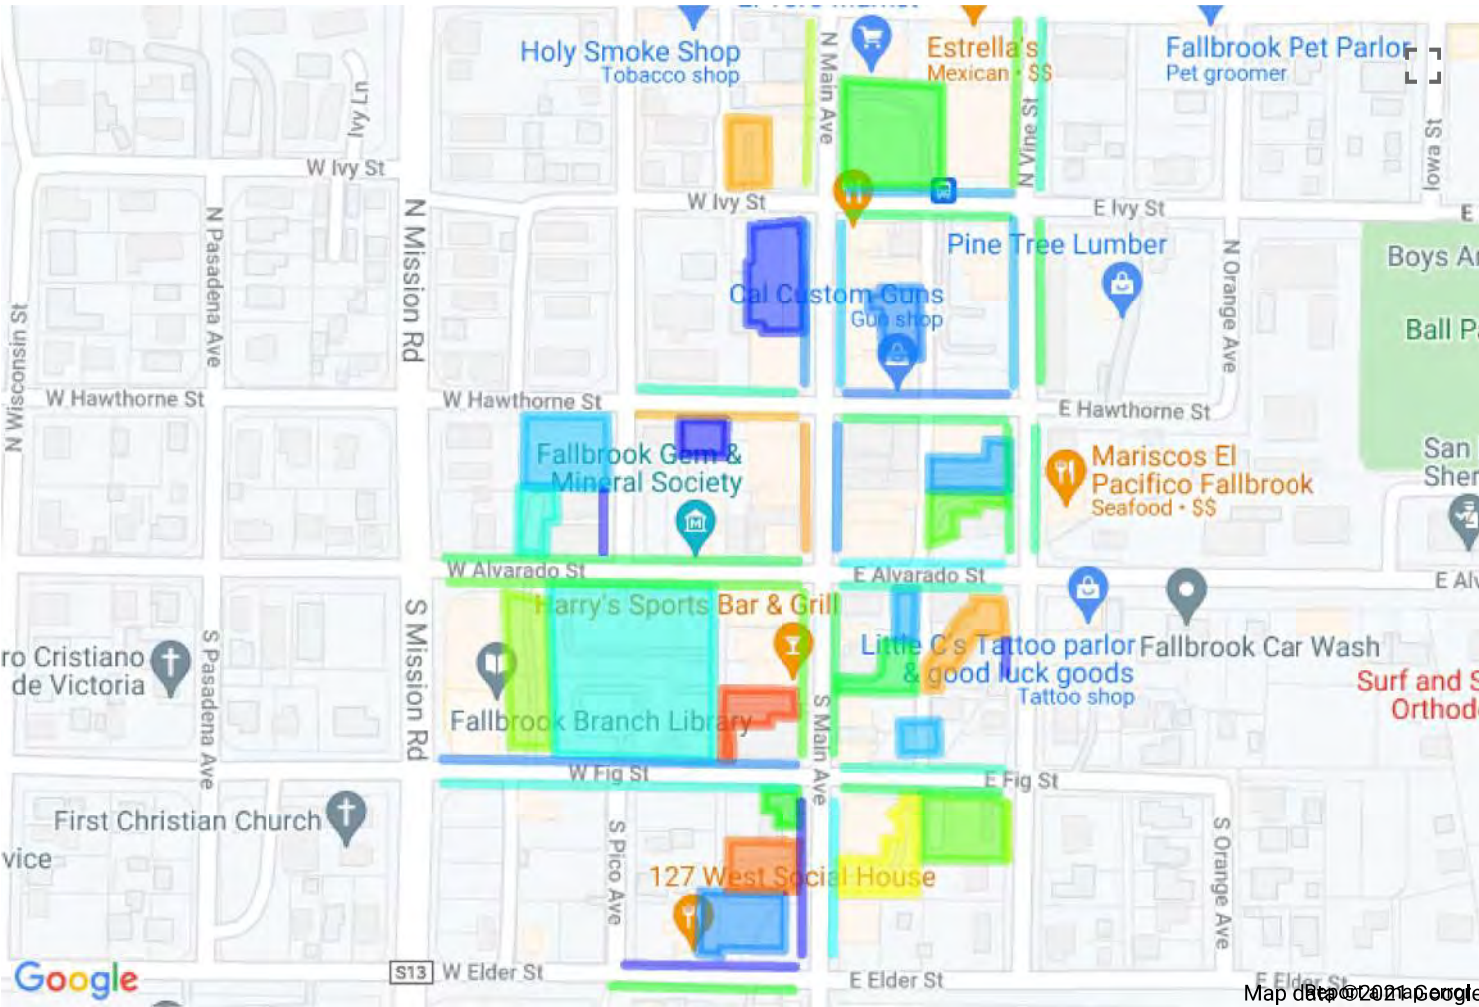 Holy Smoke Shop
Tobacco shop
N Main Ave
Estrella's
Mexican • $$
N Vine St
Fallbrook Pet Parlor
Pet groomer
Iowe St
Ivy Ln
W Ivy St
W Ivy St
E Ivy St
E
N Pasadena Ave
N Mission Rd
Pine Tree Lumber
N Orange Ave
Boys A
Ball P
Cal Custom Guns
Gun shop
N Wisconsin St
W Hawthorne St
W Hawthorne St
E Hawthorne St
Fallbrook Gem &
Mineral Society
Mariscos El
Pacifico Fallbrook
Seafood • $$
San
Sher
W Alvarado St
E Alvarado St
E Alv
Harry's Sports Bar & Grill
S Mission Rd
S Pasadena Ave
ro Cristiano
de Victoria
Little C's Tattoo parlor
& good luck goods
Tattoo shop
Fallbrook Car Wash
Surf and S
Orthod
Fallbrook Branch Library
S Main Ave
W Fig St
E Fig St
First Christian Church
vice
S Pico Ave
127 West Social House
S Orange Ave
Google
S13
W Elder St
E Elder St
E Elder St
Map data ©2021 Google